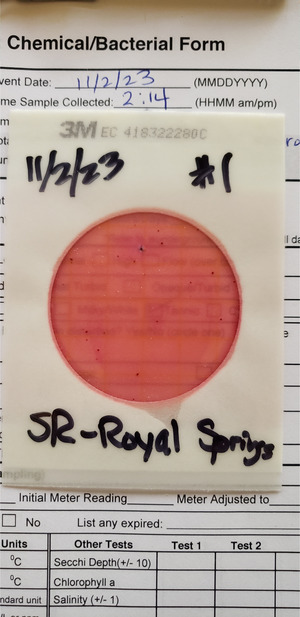 Chemical/Bacterial Form
vent Date: 11/2/23 (MMDDYYYY)
me Sample Collected: 2:14 (HHMM am/pm)
3M EC 418322280C
11/2/23 #1
SR-Royal Springs
mpling)
Initial Meter Reading Meter Adjusted to
No List any expired:
Units Other Tests Test 1 Test 2
°C Secchi Depth(+/- 10)
°C Chlorophyll a
ndard unit Salinity (+/- 1)